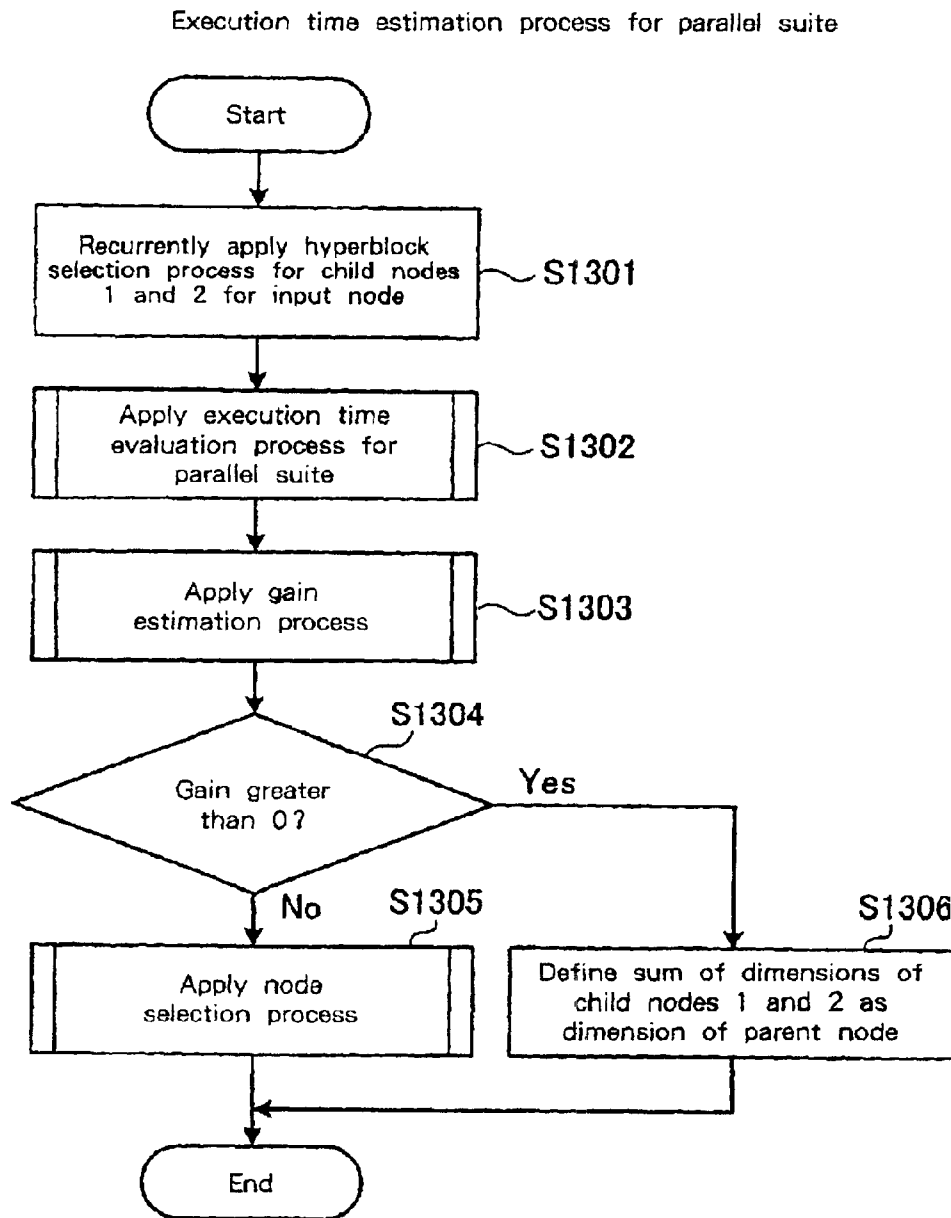 Execution time estimation process for parallel suite
Start
Recurrently apply hyperblock
selection process for child nodes
1 and 2 for input node
S1301
Apply execution time
evaluation process for
parallel suite
S1302
Apply gain
estimation process
S1303
S1304
Gain greater
than 0?
Yes
No
S1305
Apply node
selection process
S1306
Define sum of dimensions of
child nodes 1 and 2 as
dimension of parent node
End